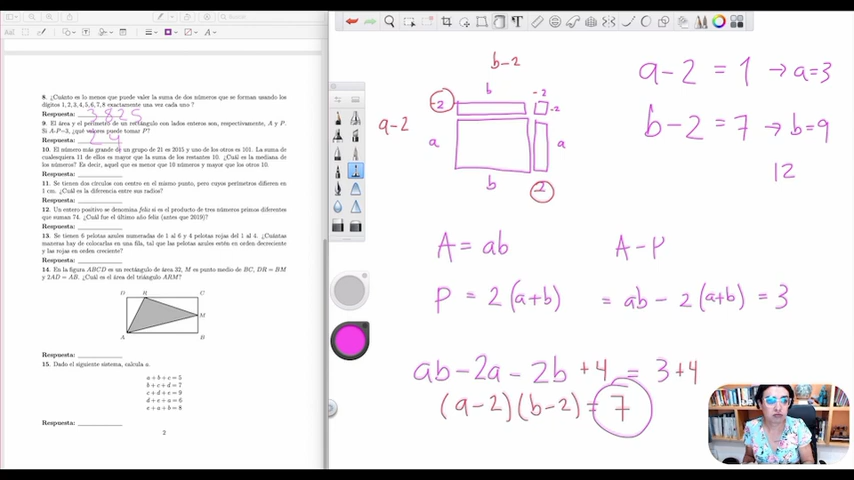 8. ¿Cuánto es lo menos que puede valer la suma de dos números que se forman usando los
dígitos 1, 2, 3, 4, 5, 6, 7, 8 exactamente una vez cada uno ?
Respuesta: 3825
9. El área y el perímetro de un rectángulo con lados enteros son, respectivamente, A y P.
Si A-P=3, ¿qué valores puede tomar P?
Respuesta: 24
10. El número más grande de un grupo de 21 es 2015 y uno de los otros es 101. La suma de
cualesquiera 11 de ellos es mayor que la suma de los restantes 10. ¿Cuál es la mediana de
los números? Es decir, aquel que es menor que 10 números y mayor que los otros 10.
Respuesta:
11. Se tienen dos círculos con centro en el mismo punto, pero cuyos perímetros difieren en
1 cm. ¿Cuál es la diferencia entre sus radios?
Respuesta:
12. Un entero positivo se denomina feliz si es el producto de tres números primos diferentes
que suman 74. ¿Cuál fue el último año feliz (antes que 2019)?
Respuesta:
13. Se tienen 6 pelotas azules numeradas de 1 al 6 y 4 pelotas rojas del 1 al 4. ¿Cuántas
maneras hay de colocarlas en una fila, tal que las pelotas azules estén en orden decreciente
y las rojas en orden creciente?
Respuesta:
14. En la figura ABCD es un rectángulo de área 32, M es punto medio de BC, DR = BM
y 2AD = AB. ¿Cuál es el área del triángulo ARM?
D R C
M
A B
Respuesta:
15. Dado el siguiente sistema, calcula a.
a + b + c = 5
b + c + d = 7
c + d + e = 9
d + e + a = 6
e + a + b = 8
Respuesta:
2
b-2
b -2
-2 -2
a-2
a a
b 2
a-2 = 1 → a=3
b-2 = 7 → b=9
12
A = ab A-P
P = 2(a+b) = ab - 2(a+b) = 3
ab - 2a - 2b + 4 = 3+4
(a-2)(b-2) = 7